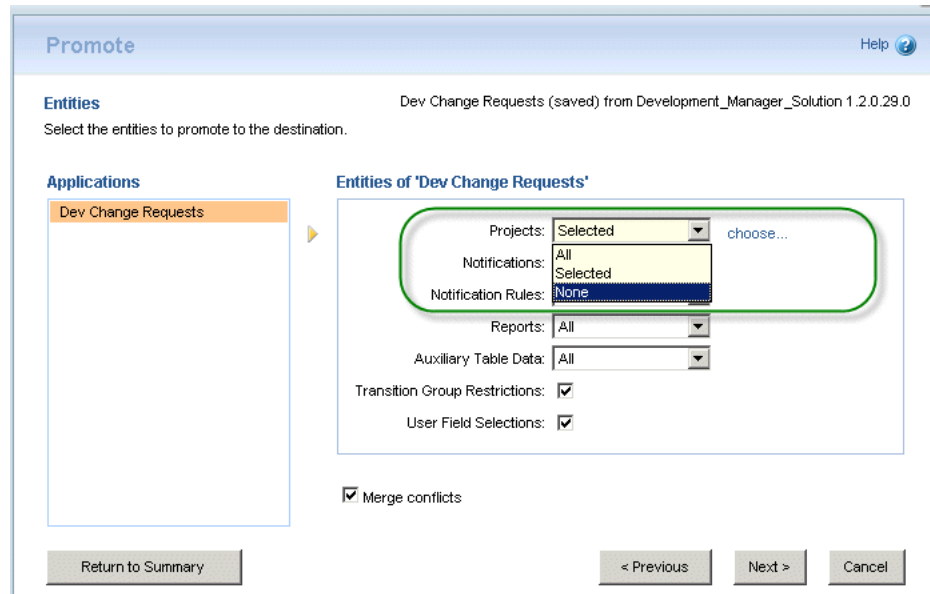 Promote
Help
Entities
Dev Change Requests (saved) from Development_Manager_Solution 1.2.0.29.0
Select the entities to promote to the destination.
Applications
Dev Change Requests
Entities of 'Dev Change Requests'
Projects: Selected choose...
All
Notifications:
Selected
Notification Rules: None
Reports: All
Auxiliary Table Data: All
Transition Group Restrictions:
User Field Selections:
Merge conflicts
Return to Summary
< Previous
Next >
Cancel